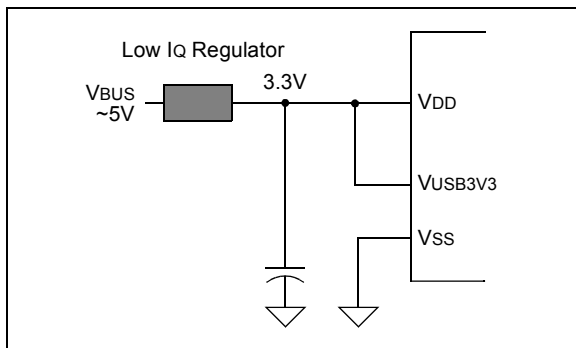 Low IQ Regulator
3.3V
VBUS
~5V
VDD
VUSB3V3
VSS